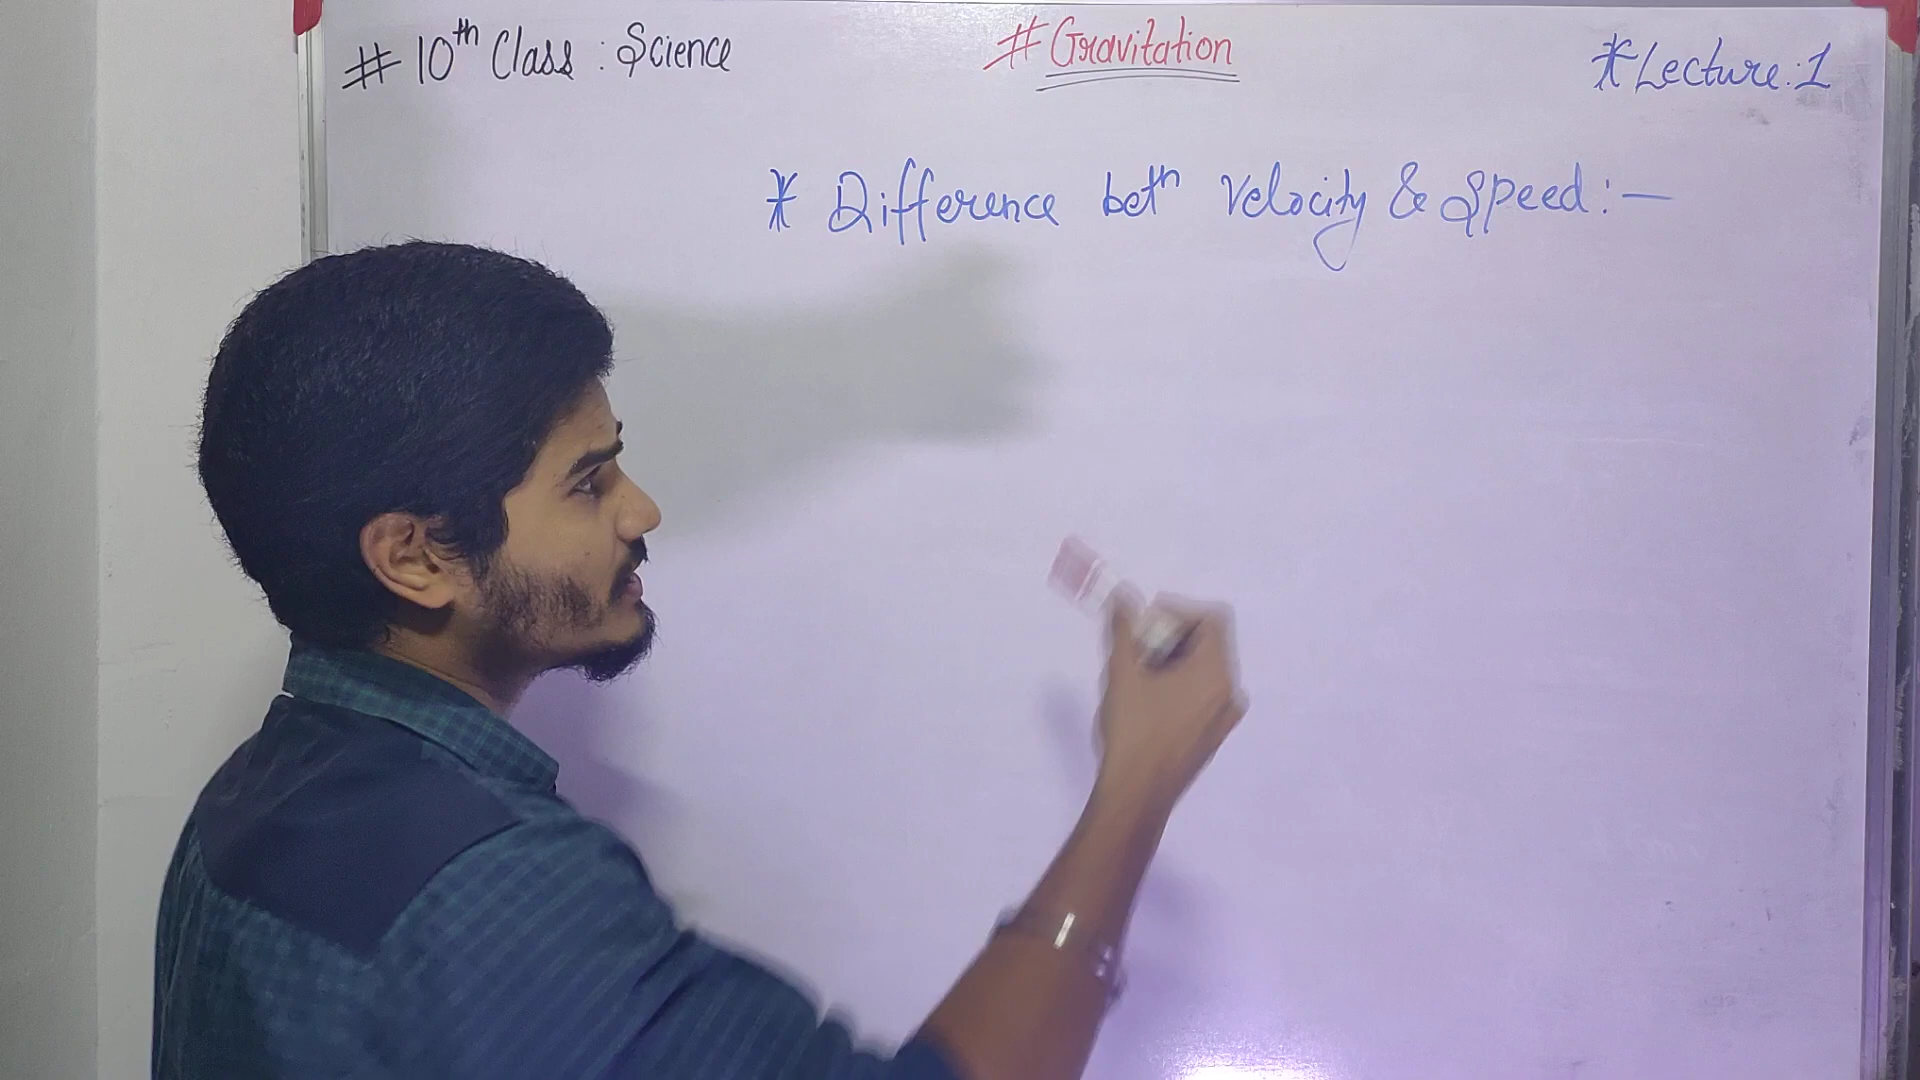 # 10th Class : Science
# Gravitation
* Lecture : 1
* Difference betn Velocity & Speed :-